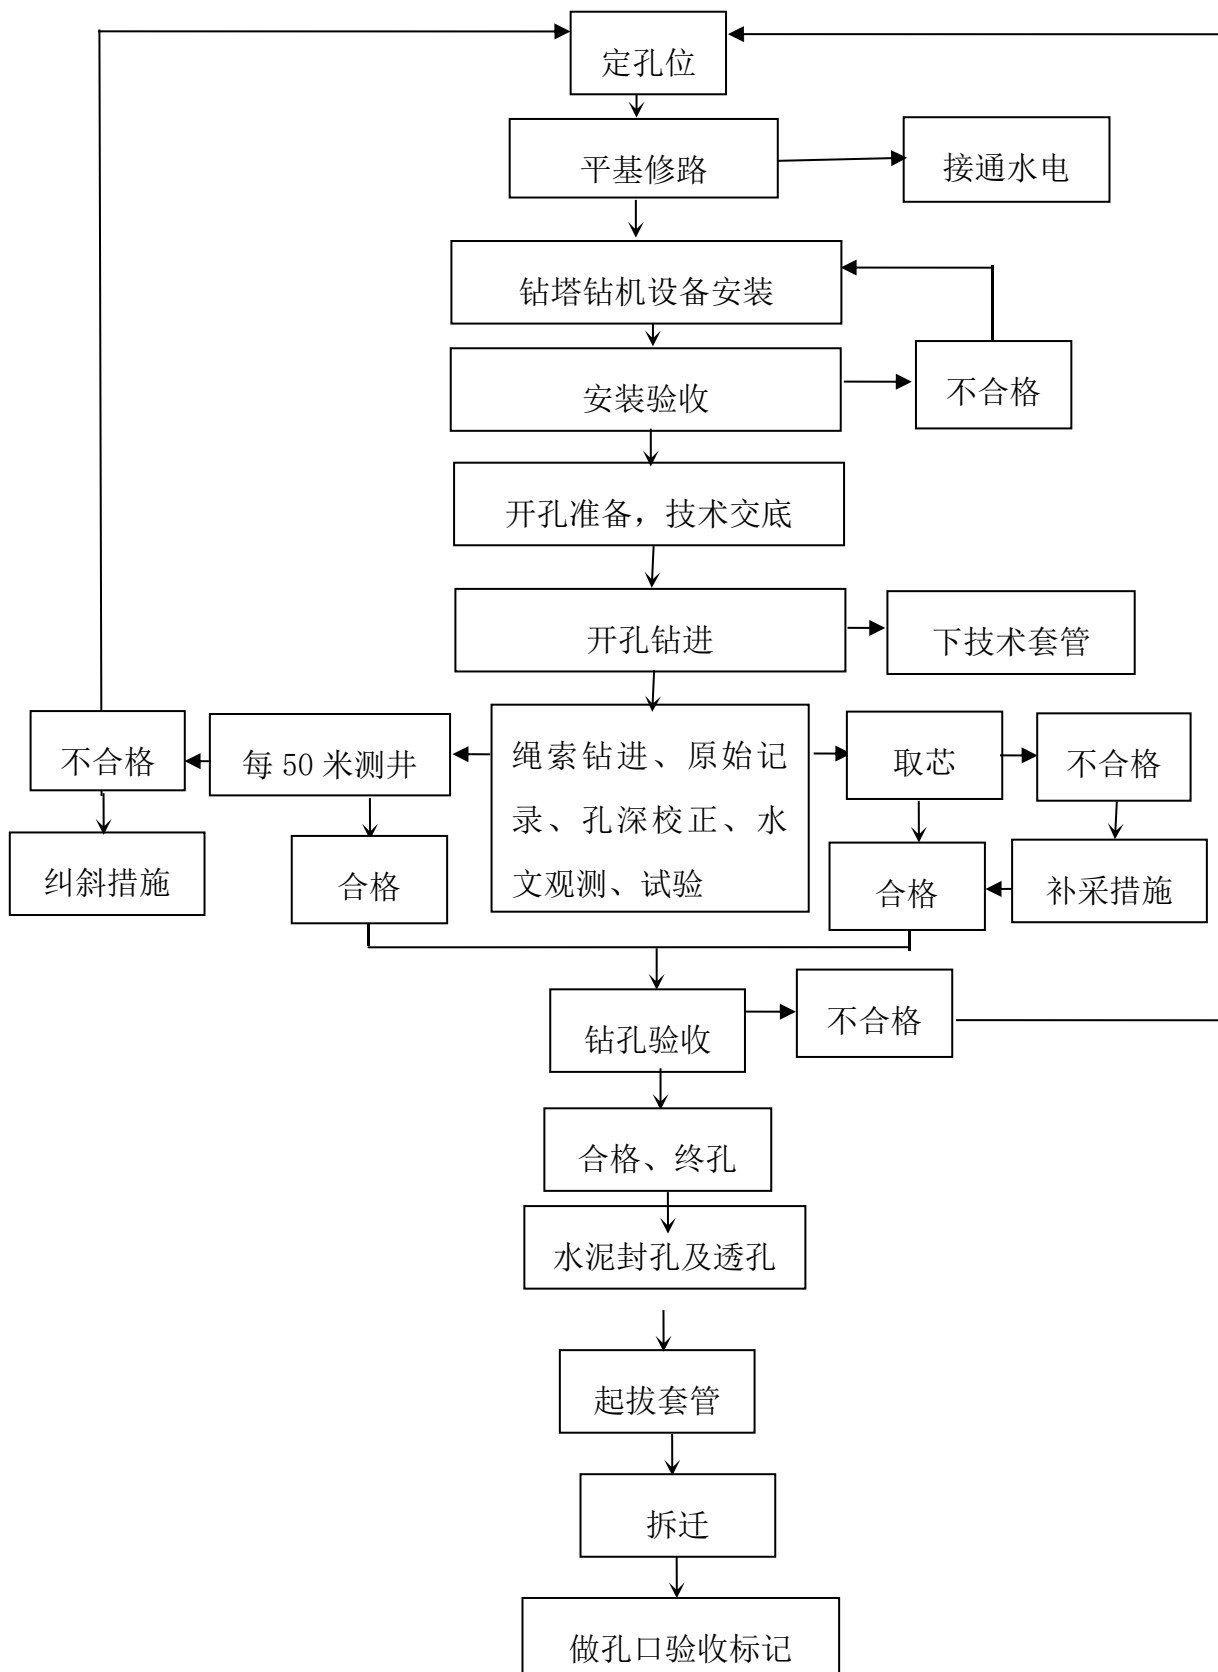 定孔位
平基修路
接通水电
钻塔钻机设备安装
安装验收
不合格
开孔准备，技术交底
开孔钻进
下技术套管
不合格
每 50 米测井
绳索钻进、原始记
录、孔深校正、水
文观测、试验
取芯
不合格
纠斜措施
合格
合格
补采措施
钻孔验收
不合格
合格、终孔
水泥封孔及透孔
起拔套管
拆迁
做孔口验收标记